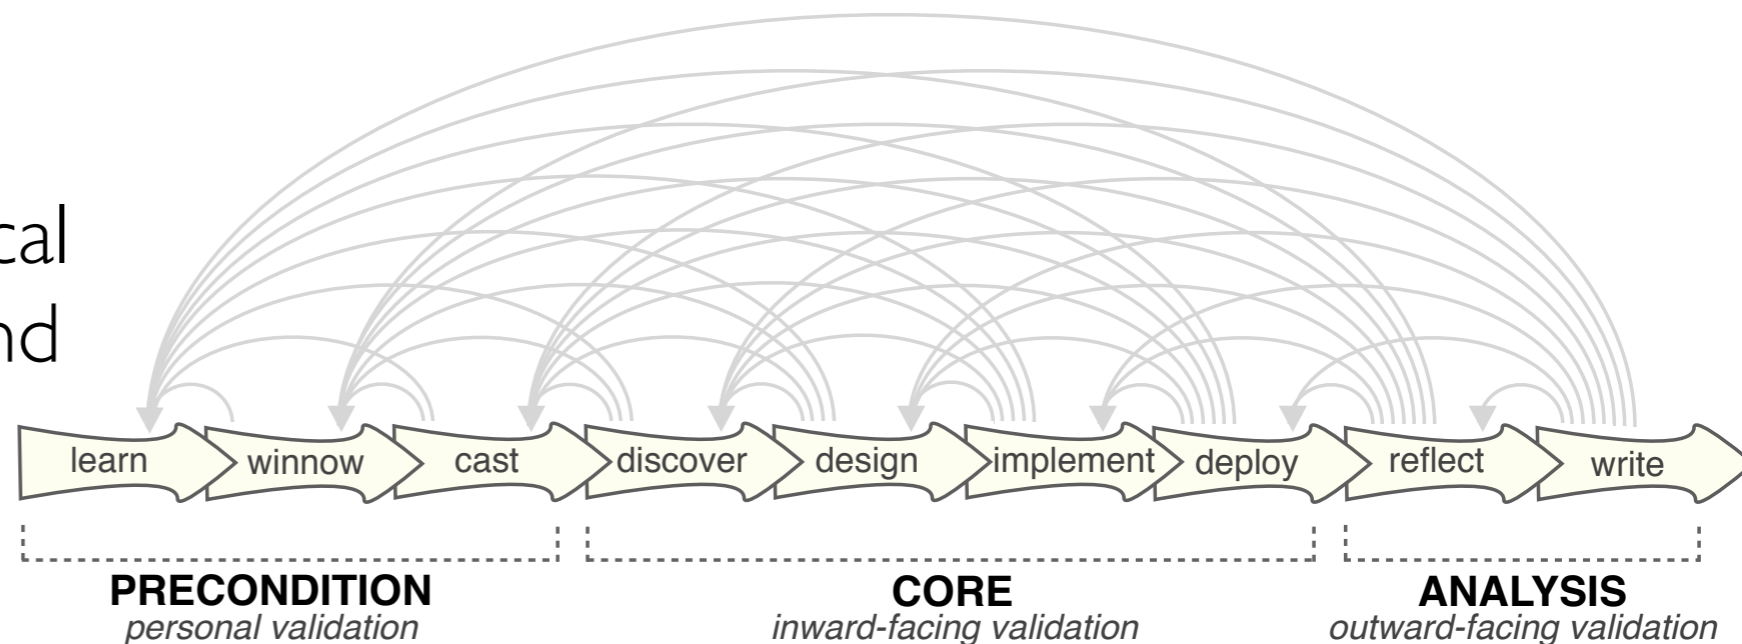 cal
nd
learn winnow cast discover design implement deploy reflect write
PRECONDITION CORE ANALYSIS
personal validation inward-facing validation outward-facing validation